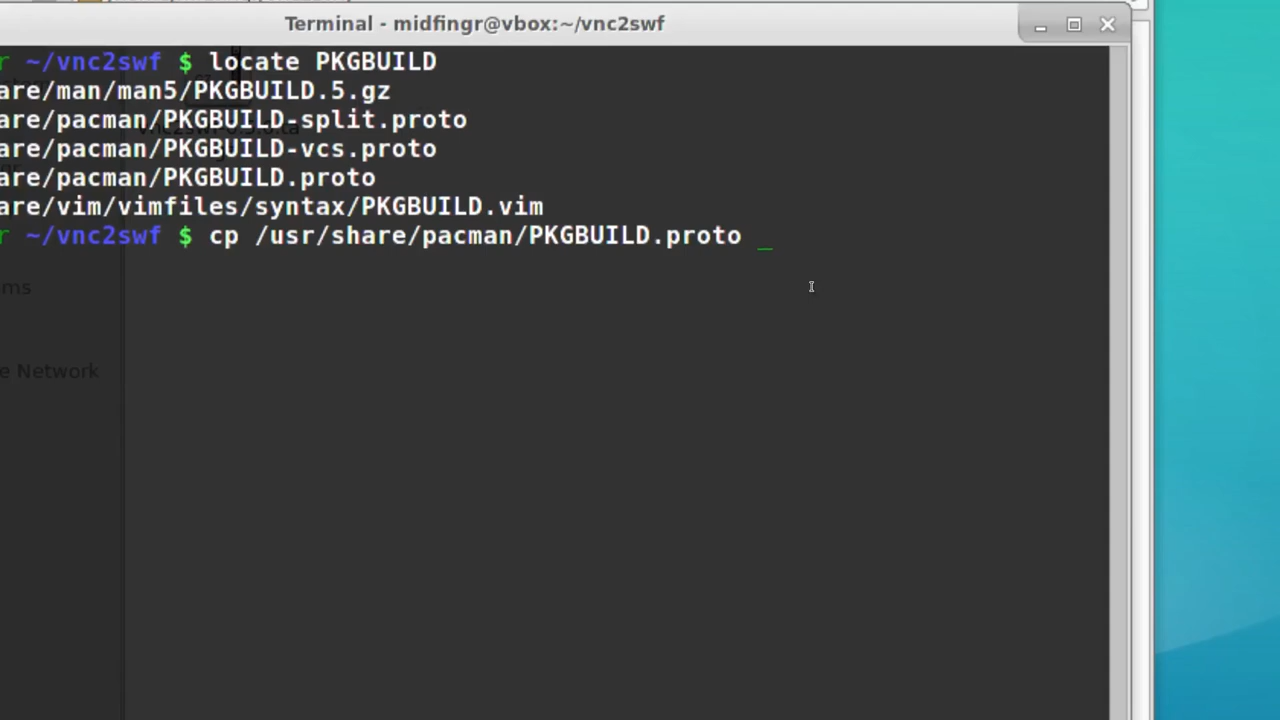 Terminal - midfingr@vbox:~/vnc2swf
r ~/vnc2swf $ locate PKGBUILD
are/man/man5/PKGBUILD.5.gz
are/pacman/PKGBUILD-split.proto
are/pacman/PKGBUILD-vcs.proto
are/pacman/PKGBUILD.proto
are/vim/vimfiles/syntax/PKGBUILD.vim
r ~/vnc2swf $ cp /usr/share/pacman/PKGBUILD.proto _
ms
e Network